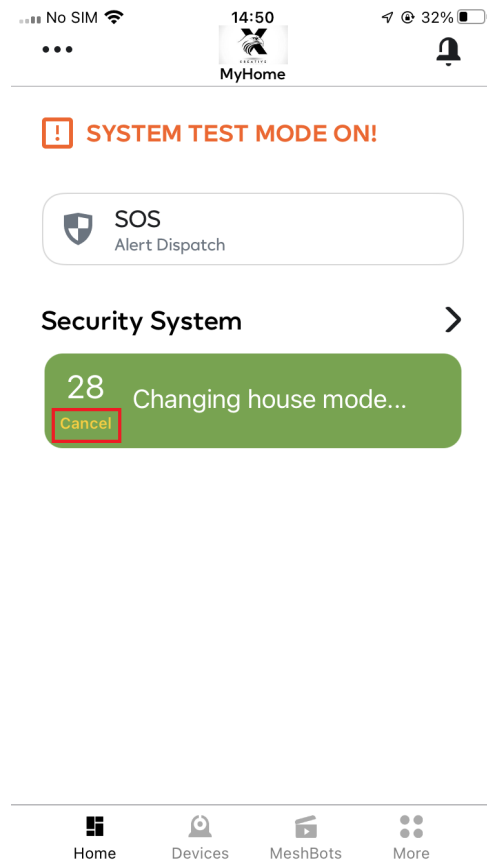 No SIM 14:50 32%
KREATIVE
MyHome
SYSTEM TEST MODE ON!
SOS
Alert Dispatch
Security System
28
Changing house mode...
Cancel
Home Devices MeshBots More